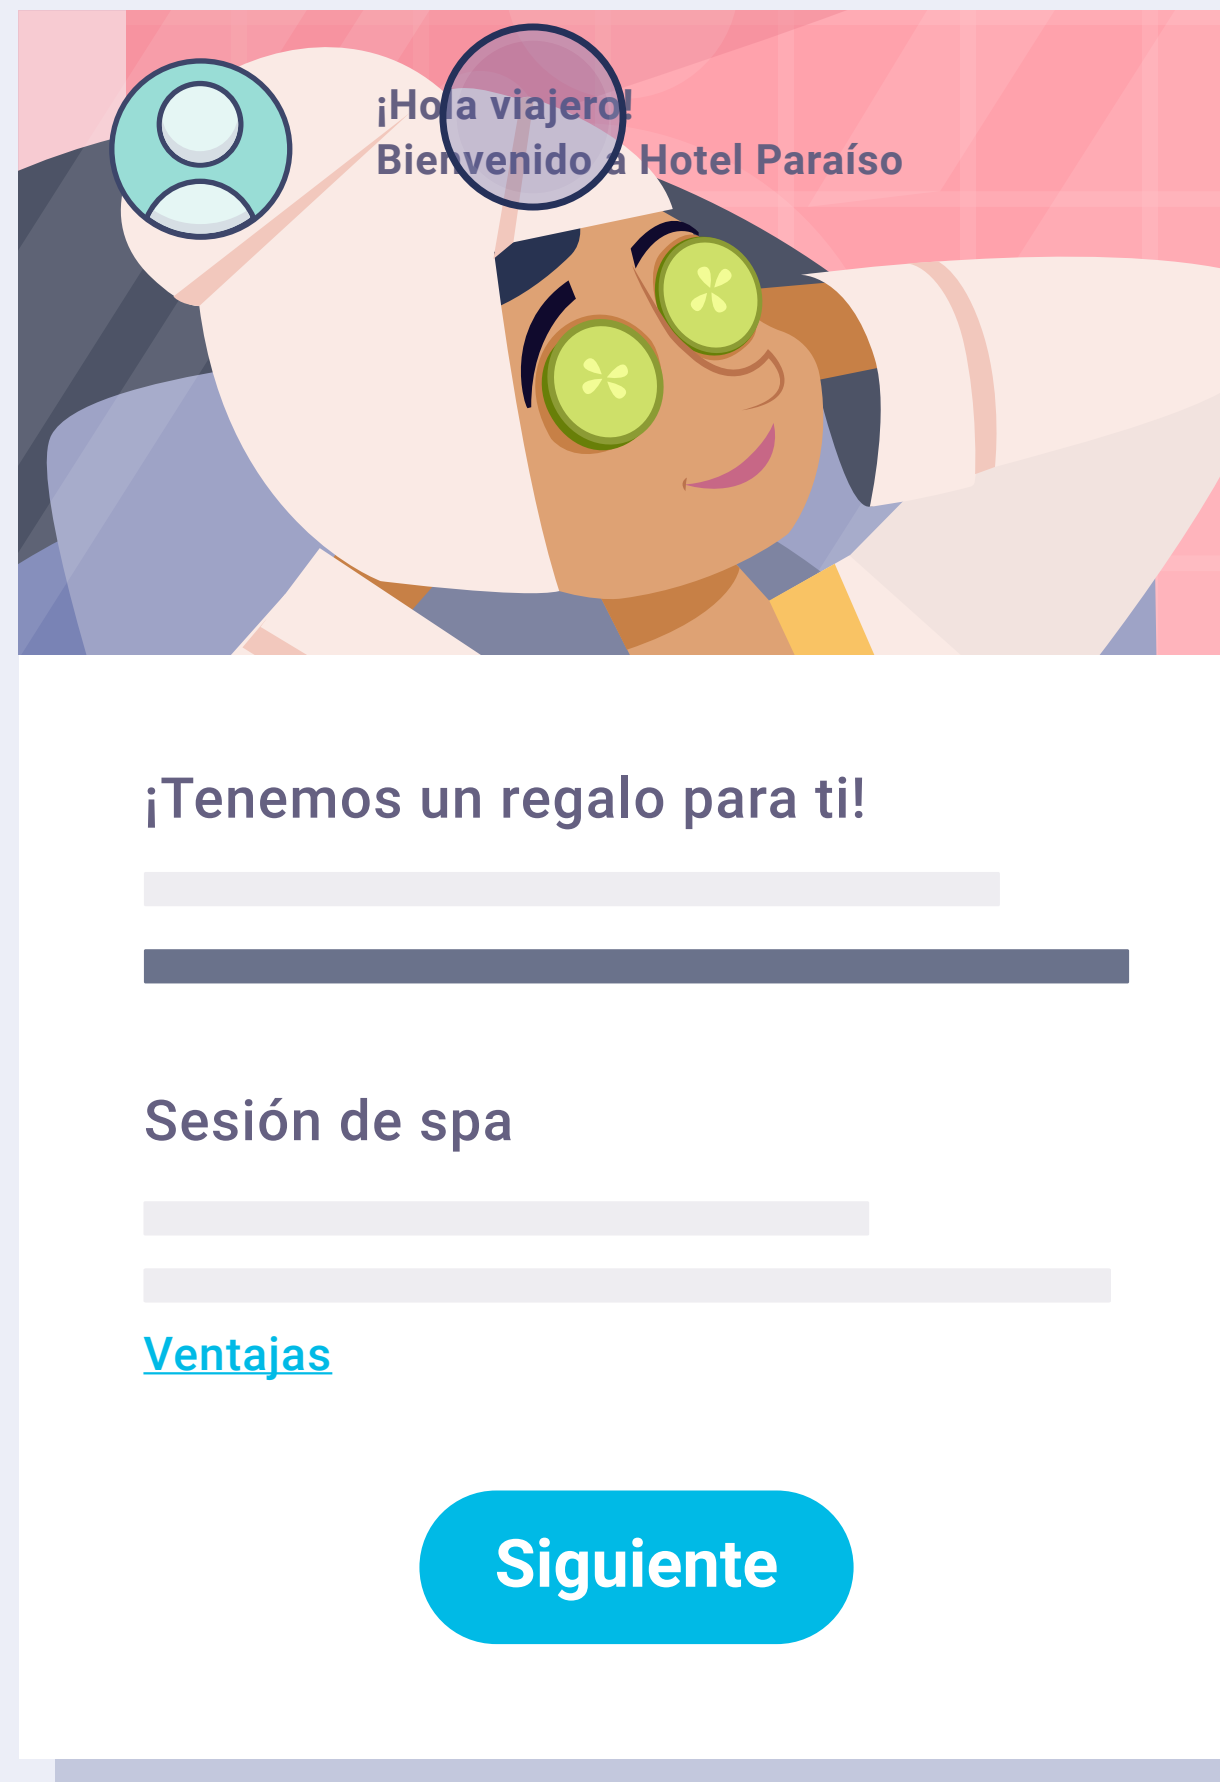 ¡Hola viajero!
Bienvenido a Hotel Paraíso
¡Tenemos un regalo para ti!
Sesión de spa
Ventajas
Siguiente